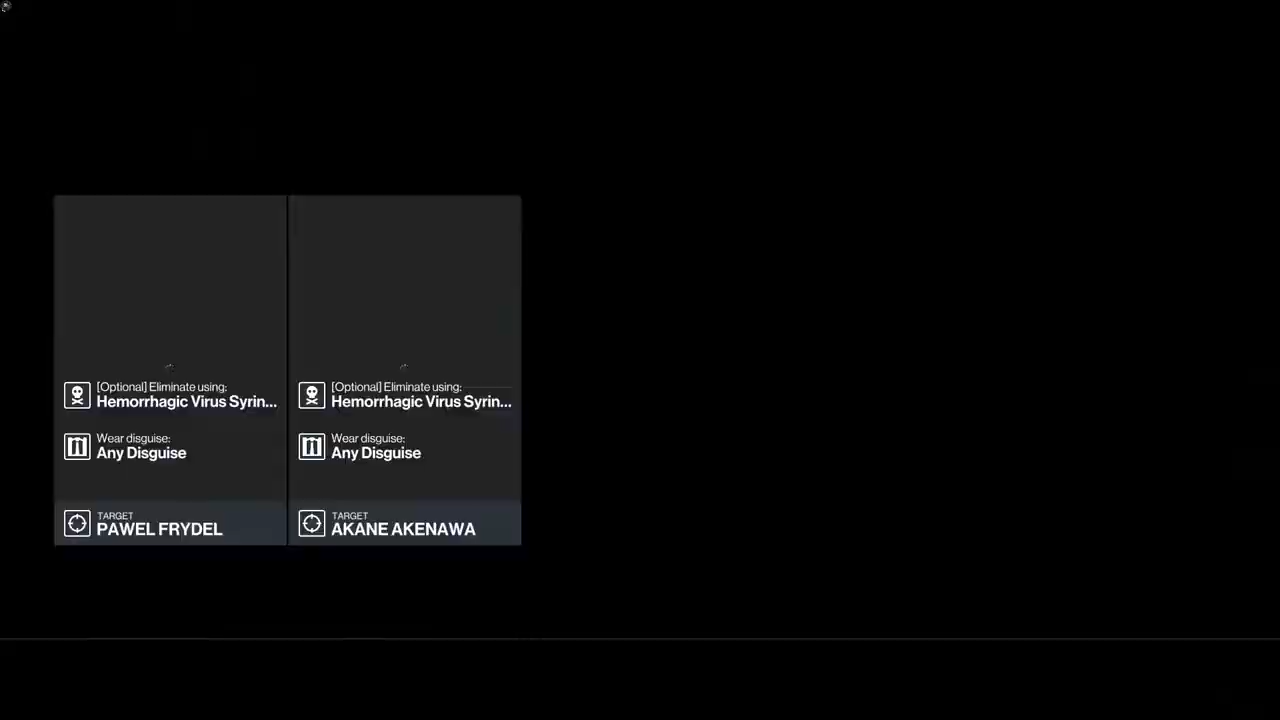 [Optional] Eliminate using:
Hemorrhagic Virus Syrin...
Wear disguise:
Any Disguise
TARGET
PAWEL FRYDEL
[Optional] Eliminate using:
Hemorrhagic Virus Syrin...
Wear disguise:
Any Disguise
TARGET
AKANE AKENAWA